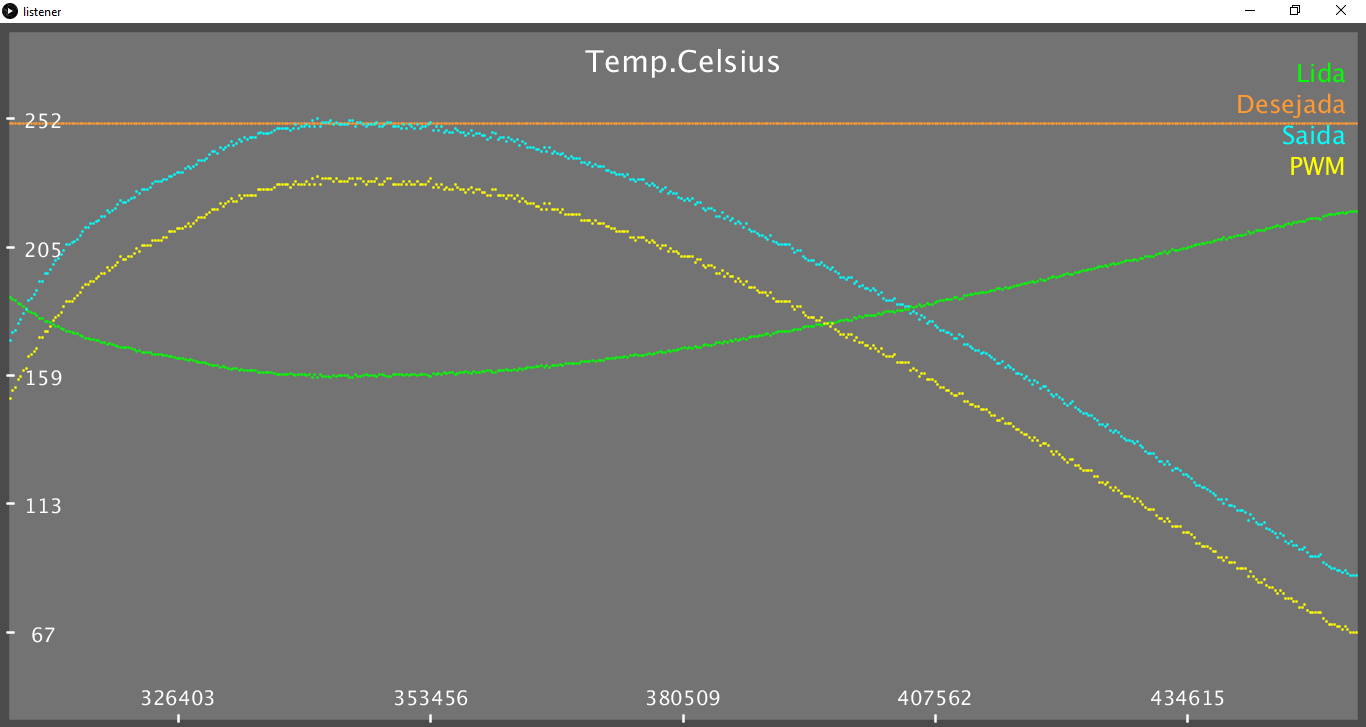 listener
Temp.Celsius
Lida
Desejada
Saida
PWM
252
205
159
113
67
326403 353456 380509 407562 434615